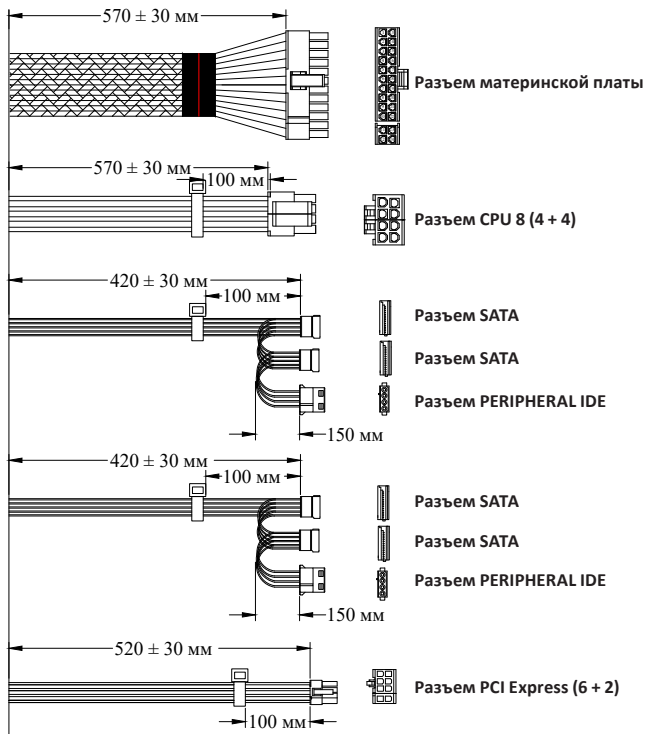 570 ± 30 мм
Разъем материнской платы
570 ± 30 мм
100 мм
Разъем CPU 8 (4 + 4)
420 ± 30 мм
100 мм
Разъем SATA
Разъем SATA
Разъем PERIPHERAL IDE
150 мм
420 ± 30 мм
100 мм
Разъем SATA
Разъем SATA
Разъем PERIPHERAL IDE
150 мм
520 ± 30 мм
Разъем PCI Express (6 + 2)
100 мм